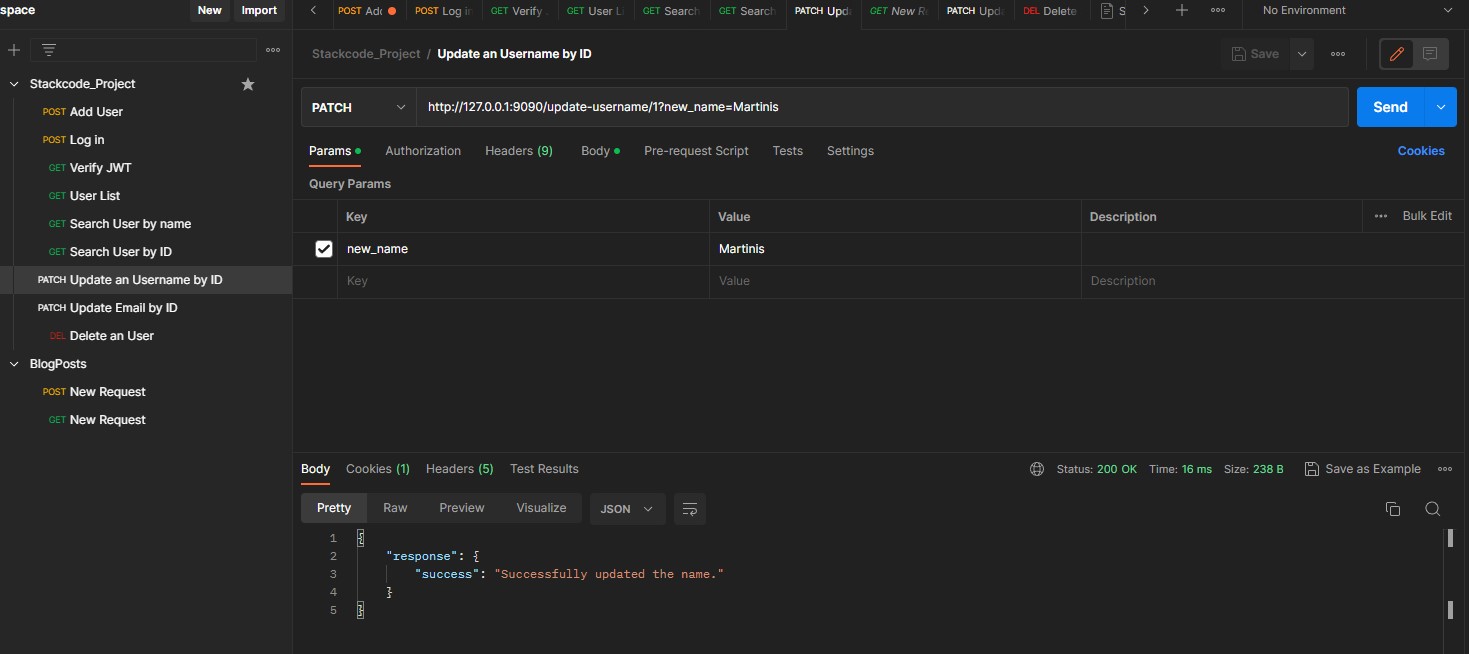 space
New
Import
POST Add
POST Log in
GET Verify
GET User Li
GET Search
GET Search
PATCH Upda
GET New Re
PATCH Upda
DEL Delete
S
No Environment
Stackcode_Project / Update an Username by ID
Save
Stackcode_Project
POST Add User
POST Log in
GET Verify JWT
GET User List
GET Search User by name
GET Search User by ID
PATCH Update an Username by ID
PATCH Update Email by ID
DEL Delete an User
BlogPosts
POST New Request
GET New Request
PATCH
http://127.0.0.1:9090/update-username/1?new_name=Martinis
Send
Params
Authorization
Headers (9)
Body
Pre-request Script
Tests
Settings
Cookies
Query Params
Key Value Description
Bulk Edit
new_name Martinis
Key Value Description
Body
Cookies (1)
Headers (5)
Test Results
Status: 200 OK
Time: 16 ms
Size: 238 B
Save as Example
Pretty
Raw
Preview
Visualize
JSON
1 {
2 "response": {
3 "success": "Successfully updated the name."
4 }
5 }